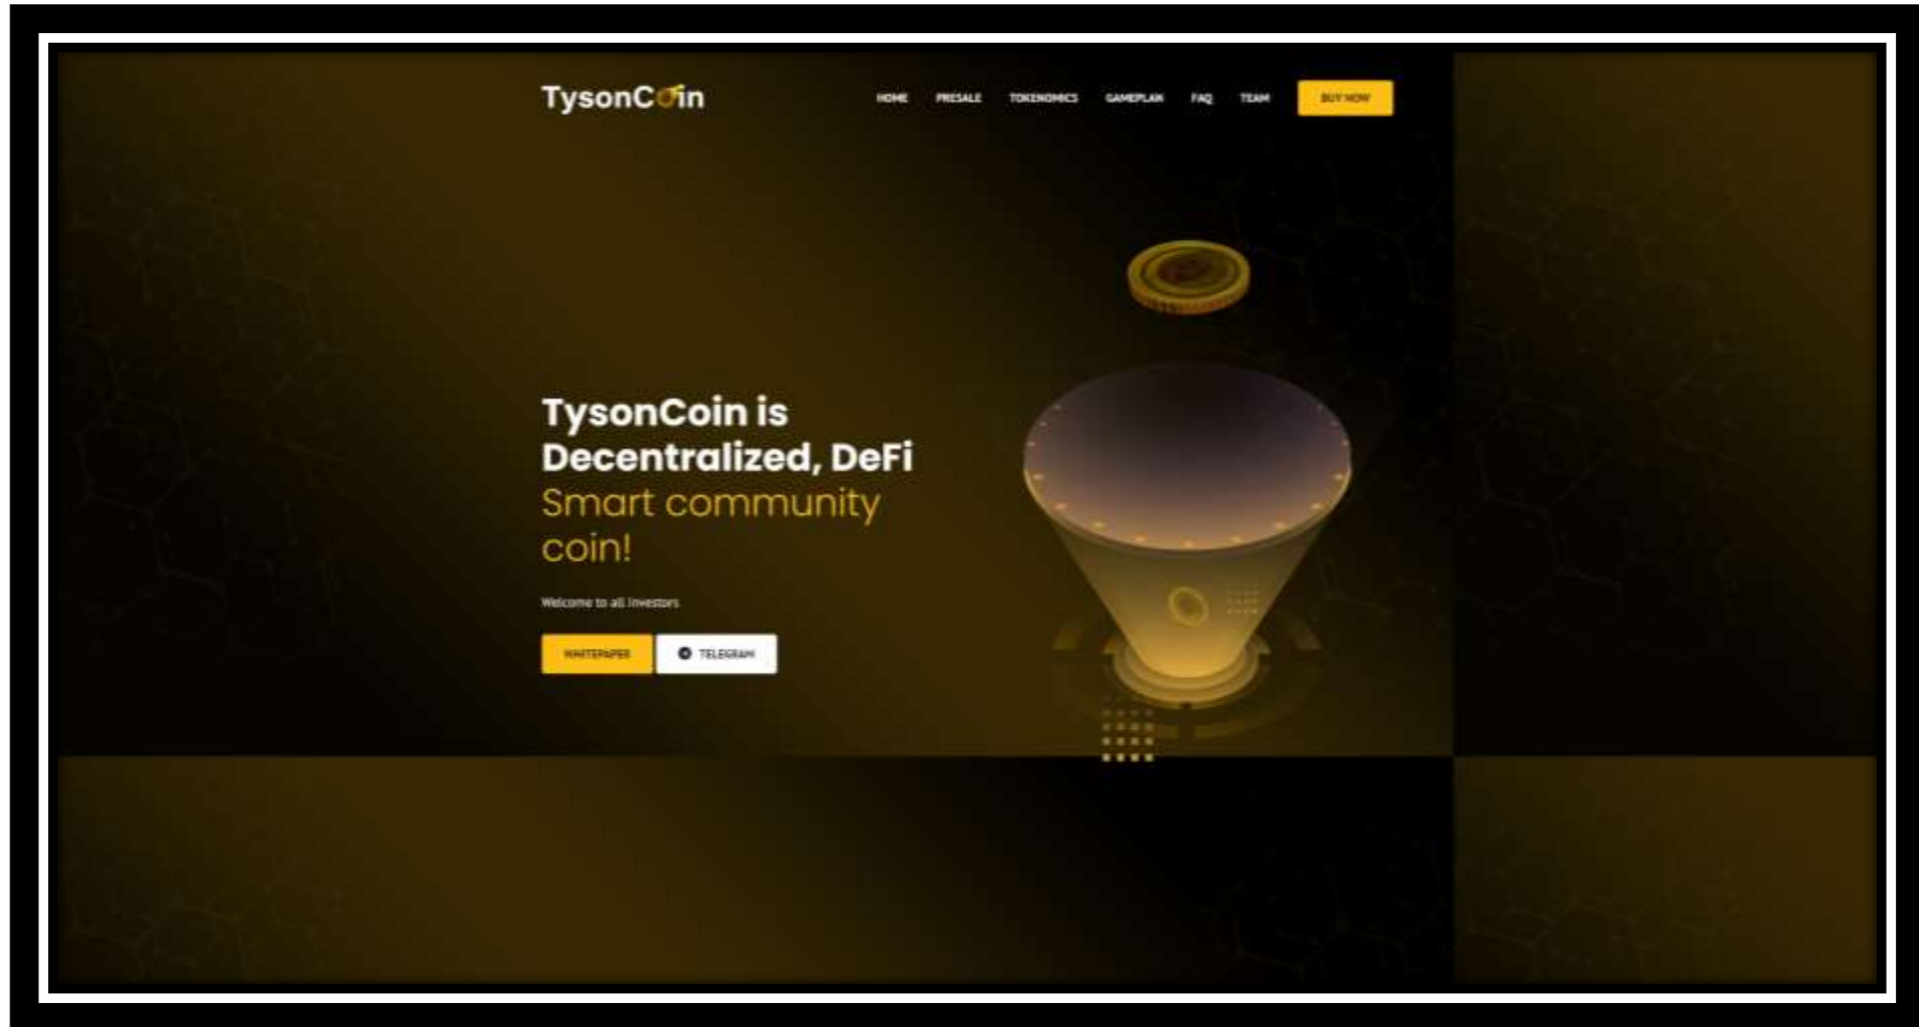 TysonCoin
HOME PRESALE TOKENOMICS GAMEPLAN FAQ TEAM BUY NOW
TysonCoin is
Decentralized, DeFi
Smart community
coin!
Welcome to all Investors
WHITEPAPER TELEGRAM